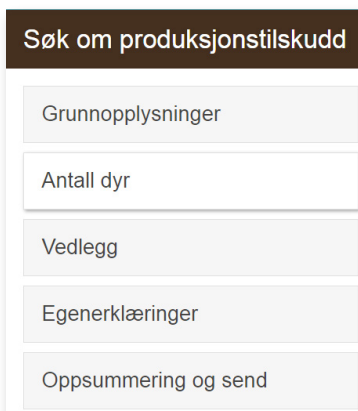 Søk om produksjonstilskudd
Grunnopplysninger
Antall dyr
Vedlegg
Egenerklæringer
Oppsummering og send